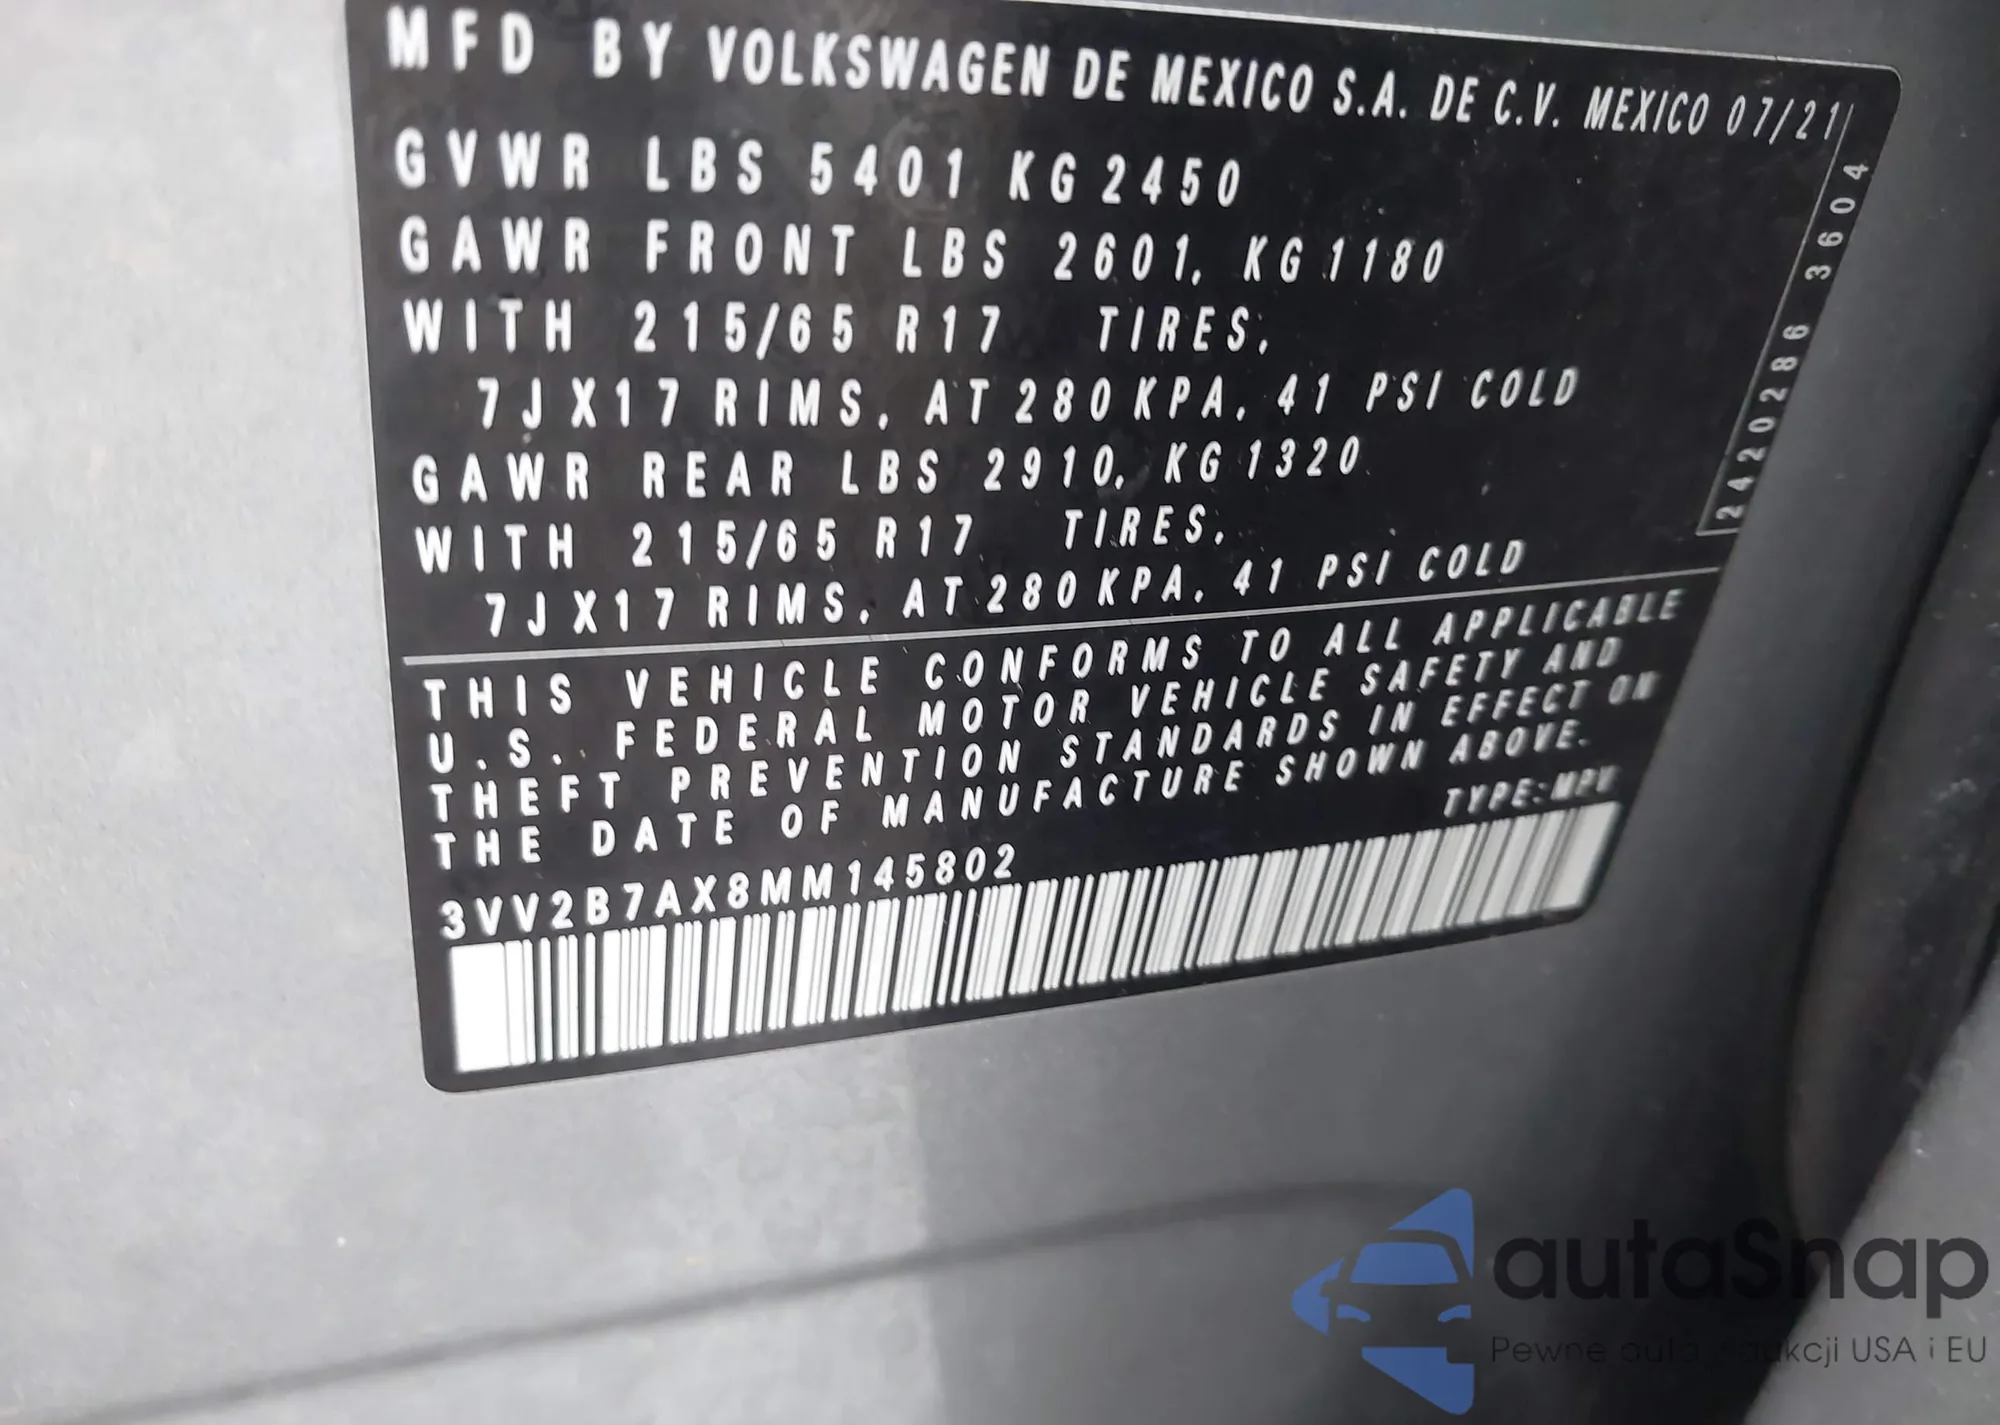 MFD BY VOLKSWAGEN DE MEXICO S.A. DE C.V. MEXICO 07/21
GVWR LBS 5401 KG 2450
GAWR FRONT LBS 2601, KG 1180
WITH 215/65 R17 TIRES,
7JX17 RIMS, AT 280 KPA, 41 PSI COLD
GAWR REAR LBS 2910, KG 1320
WITH 215/65 R17 TIRES,
7JX17 RIMS, AT 280 KPA, 41 PSI COLD
2420286 3604
THIS VEHICLE CONFORMS TO ALL APPLICABLE
U.S. FEDERAL MOTOR VEHICLE SAFETY AND
THEFT PREVENTION STANDARDS IN EFFECT ON
THE DATE OF MANUFACTURE SHOWN ABOVE.
TYPE: MPV
3VV2B7AX8MM145802
autaSnap
Pewne auta z aukcji USA i EU